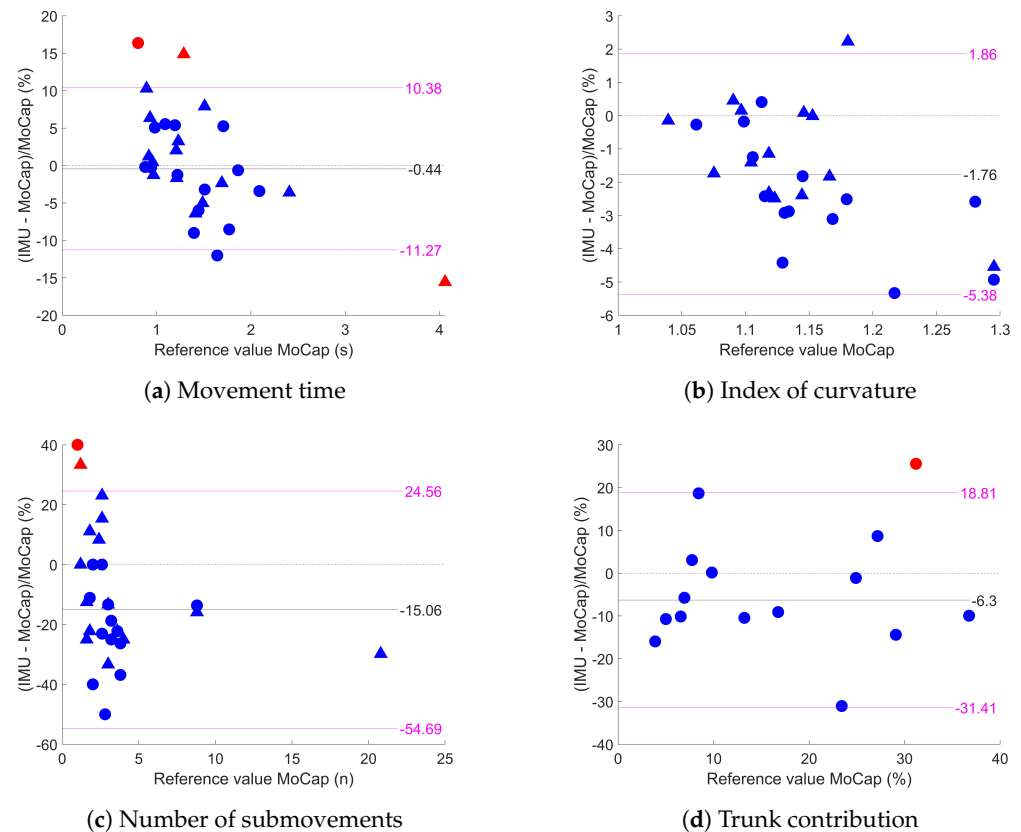 20
15
10
5
0
-5
-10
-15
-20
(IMU - MoCap)/MoCap (%)
10.38
-0.44
-11.27
0 1 2 3 4
Reference value MoCap (s)
(a) Movement time
3
2
1
0
-1
-2
-3
-4
-5
-6
(IMU - MoCap)/MoCap (%)
1.86
-1.76
-5.38
1 1.05 1.1 1.15 1.2 1.25 1.3
Reference value MoCap
(b) Index of curvature
40
20
0
-20
-40
-60
(IMU - MoCap)/MoCap (%)
24.56
-15.06
-54.69
0 5 10 15 20 25
Reference value MoCap (n)
(c) Number of submovements
30
20
10
0
-10
-20
-30
-40
(IMU - MoCap)/MoCap (%)
18.81
-6.3
-31.41
0 10 20 30 40
Reference value MoCap (%)
(d) Trunk contribution